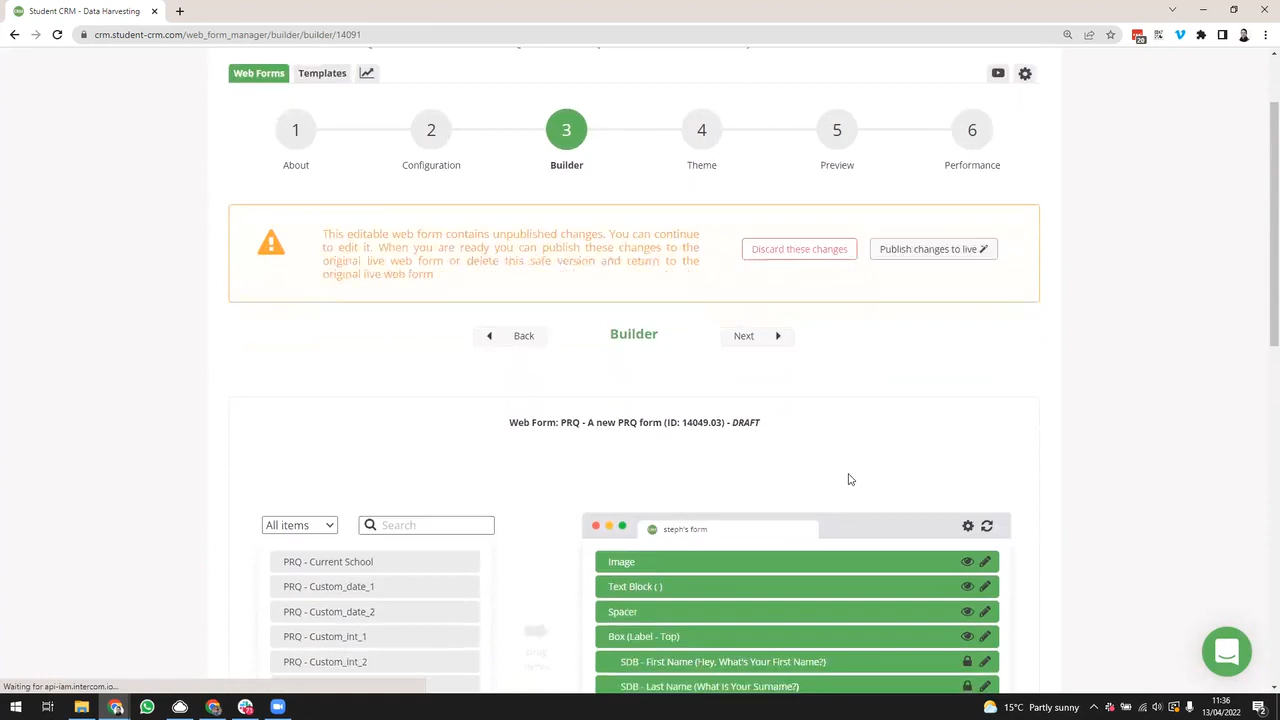 Student CRM - Data Harvesting
crm.student-crm.com/web_form_manager/builder/builder/14091
20
Web Forms
Templates
1
2
3
4
5
6
About
Configuration
Builder
Theme
Preview
Performance
This editable web form contains unpublished changes. You can continue
to edit it. When you are ready you can publish these changes to the
original live web form or delete this safe version and return to the
original live web form
Discard these changes
Publish changes to live
Back
Builder
Next
Web Form: PRQ - A new PRQ form (ID: 14049.03) - DRAFT
All items
Search
CRM
steph's form
PRQ - Current School
PRQ - Custom_date_1
PRQ - Custom_date_2
PRQ - Custom_int_1
PRQ - Custom_int_2
drag
Image
Text Block ( )
Spacer
Box (Label - Top)
SDB - First Name (Hey, What's Your First Name?)
SDB - Last Name (What Is Your Surname?)
Waiting for api-iam.intercom.io...
15°C Partly sunny
11:36
13/04/2022
2